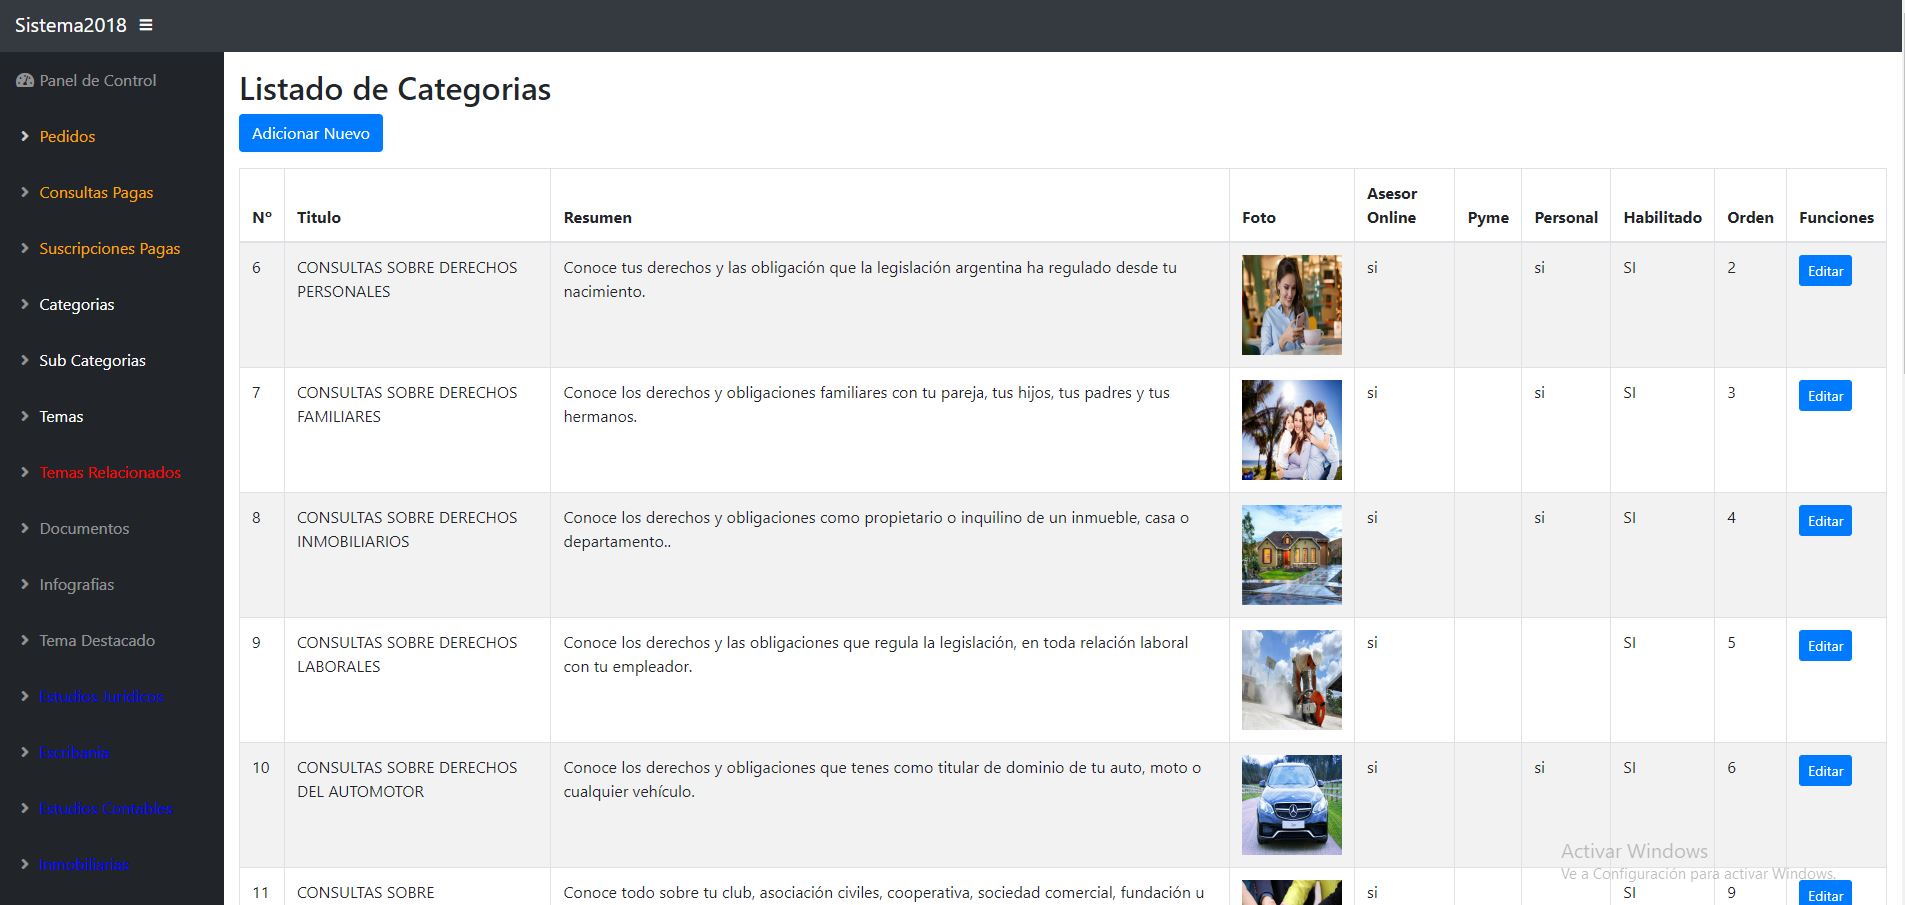 Sistema2018
Panel de Control
Pedidos
Consultas Pagas
Suscripciones Pagas
Categorias
Sub Categorias
Temas
Temas Relacionados
Documentos
Infografias
Tema Destacado
Estudios Juridicos
Escribania
Estudios Contables
Inmobiliarias
Listado de Categorias
Adicionar Nuevo
Nº Titulo Resumen Foto Asesor Online Pyme Personal Habilitado Orden Funciones
6 CONSULTAS SOBRE DERECHOS Conoce tus derechos y las obligación que la legislación argentina ha regulado desde tu si si SI 2 Editar
PERSONALES nacimiento.
7 CONSULTAS SOBRE DERECHOS Conoce los derechos y obligaciones familiares con tu pareja, tus hijos, tus padres y tus si si SI 3 Editar
FAMILIARES hermanos.
8 CONSULTAS SOBRE DERECHOS Conoce los derechos y obligaciones como propietario o inquilino de un inmueble, casa o si si SI 4 Editar
INMOBILIARIOS departamento..
9 CONSULTAS SOBRE DERECHOS Conoce los derechos y las obligaciones que regula la legislación, en toda relación laboral si SI 5 Editar
LABORALES con tu empleador.
10 CONSULTAS SOBRE DERECHOS Conoce los derechos y obligaciones que tenes como titular de dominio de tu auto, moto o si si SI 6 Editar
DEL AUTOMOTOR cualquier vehículo.
11 CONSULTAS SOBRE Conoce todo sobre tu club, asociación civiles, cooperativa, sociedad comercial, fundación u si SI 9 Editar
Activar Windows
Ve a Configuración para activar Windows.